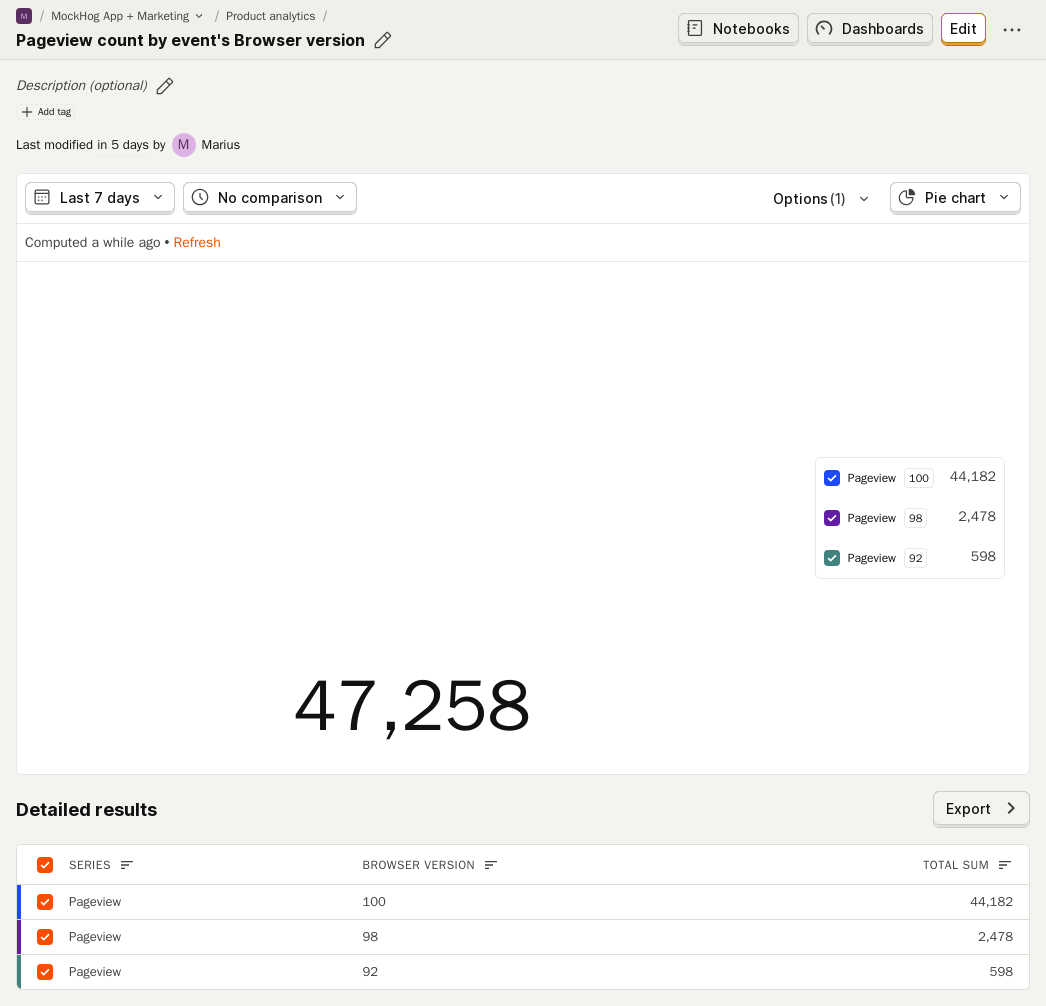 M / MockHog App + Marketing / Product analytics /
Pageview count by event's Browser version
Notebooks
Dashboards
Edit
Description (optional)
Add tag
Last modified in 5 days by M Marius
Last 7 days
No comparison
Options (1)
Pie chart
Computed a while ago • Refresh
Pageview 100 44,182
Pageview 98 2,478
Pageview 92 598
47,258
Detailed results
Export
SERIES BROWSER VERSION TOTAL SUM
Pageview 100 44,182
Pageview 98 2,478
Pageview 92 598